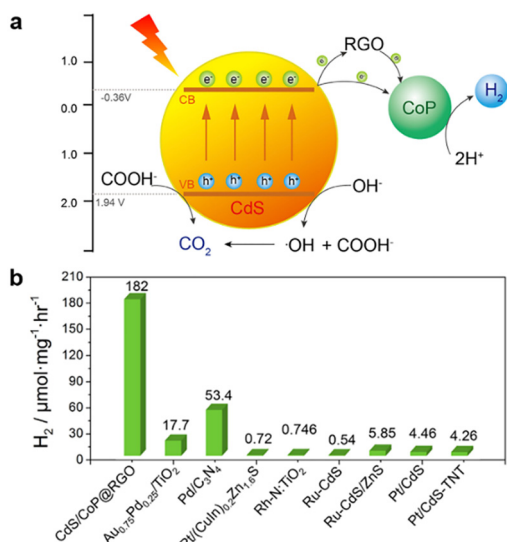 a
1.0
0.0
1.0
2.0
-0.36V
1.94 V
e⁻ e⁻ e⁻ e⁻
CB
h⁺ h⁺ h⁺ h⁺
VB
CdS
e
RGO
e
e
CoP
H₂
2H⁺
COOH⁻
OH⁻
CO₂
·OH + COOH⁻
b
H₂ / μmol·mg⁻¹·hr⁻¹
210
180
150
120
90
60
30
0
182
17.7
53.4
0.72
0.746
0.54
5.85
4.46
4.26
CdS/CoP@RGO
Au₀.₇₅Pd₀.₂₅/TiO₂
Pd/C₃N₄
Pt/(CuIn)₀.₂Zn₁.₆S
Rh-N:TiO₂
Ru-CdS
Ru-CdS/ZnS
Pt/CdS
Pt/CdS-TNT